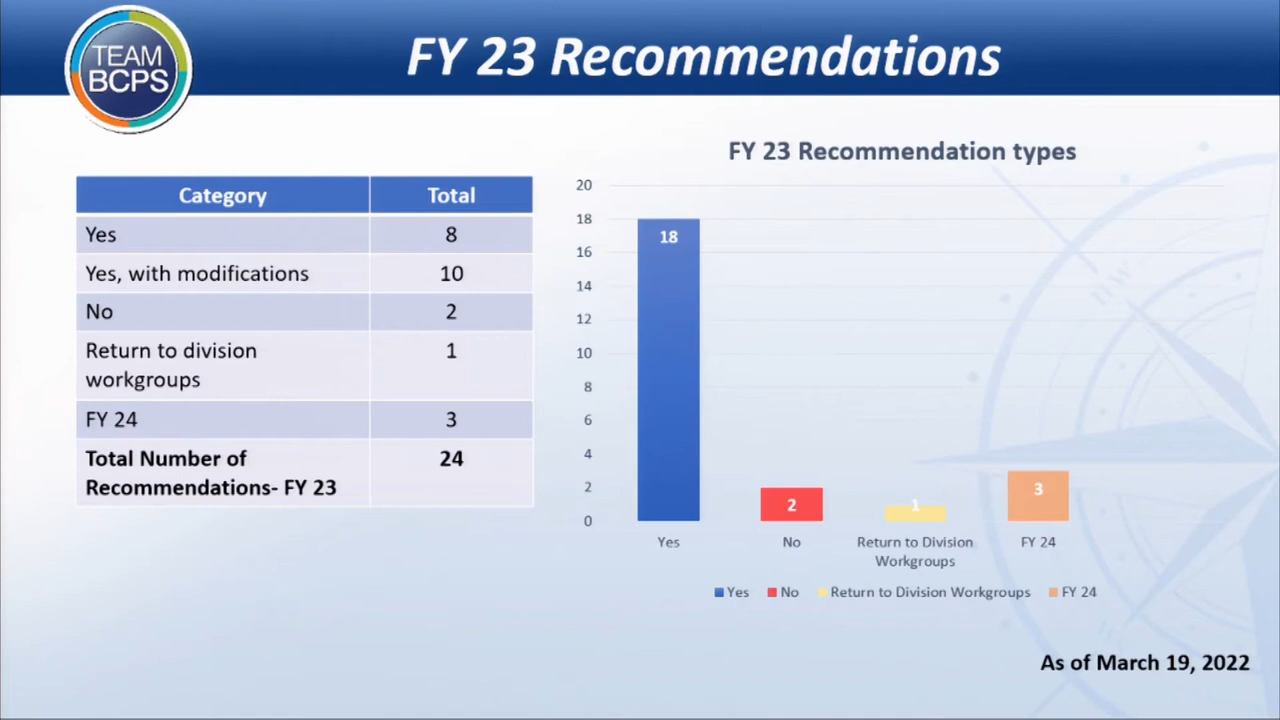 TEAM
BCPS
FY 23 Recommendations
Category Total
Yes 8
Yes, with modifications 10
No 2
Return to division 1
workgroups
FY 24 3
Total Number of 24
Recommendations- FY 23
FY 23 Recommendation types
20
18
16
14
12
10
8
6
4
2
0
18
2
1
3
Yes
No
Return to Division
Workgroups
FY 24
Yes No Return to Division Workgroups FY 24
As of March 19, 2022